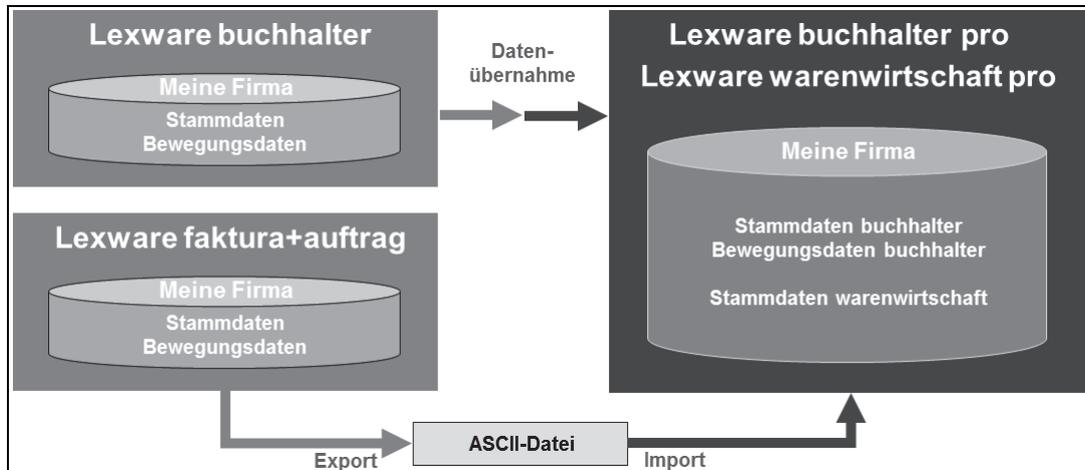 Lexware buchhalter
Meine Firma
Stammdaten
Bewegungsdaten
Daten-
übernahme
Lexware buchhalter pro
Lexware warenwirtschaft pro
Meine Firma
Stammdaten buchhalter
Bewegungsdaten buchhalter
Stammdaten warenwirtschaft
Lexware faktura+auftrag
Meine Firma
Stammdaten
Bewegungsdaten
Export
ASCII-Datei
Import